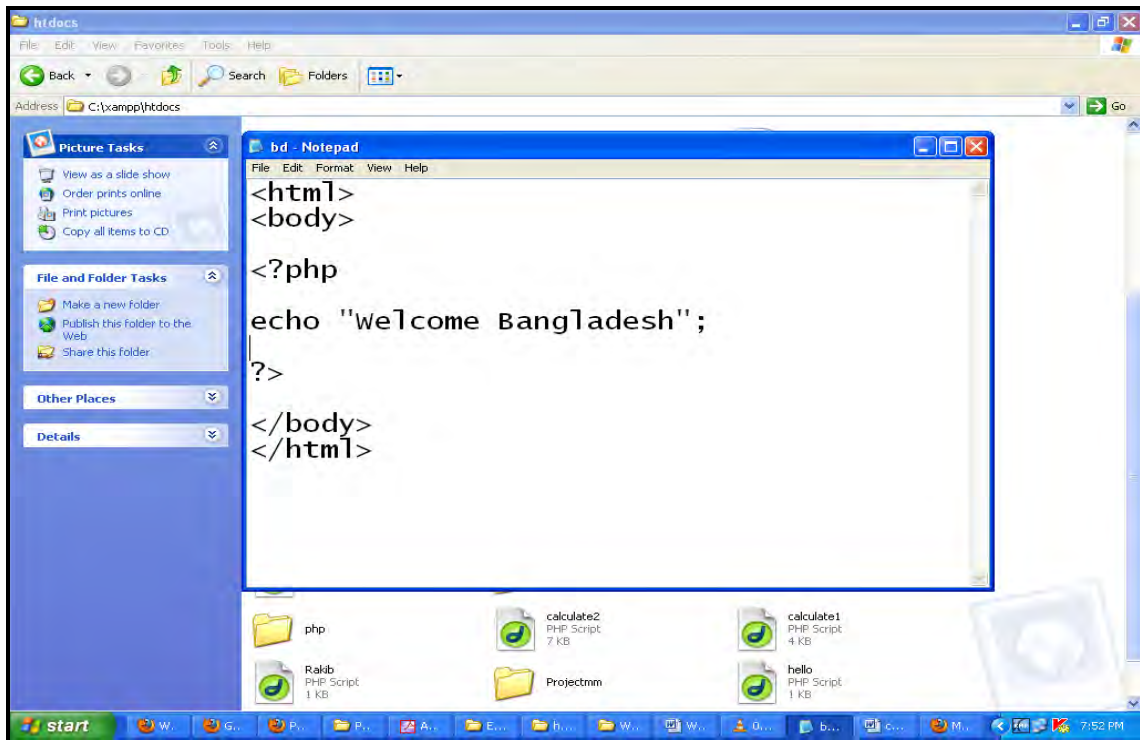 htdocs
File Edit View Favorites Tools Help
Back Search Folders
Address C:\xampp\htdocs Go
Picture Tasks
View as a slide show
Order prints online
Print pictures
Copy all items to CD
File and Folder Tasks
Make a new folder
Publish this folder to the
Web
Share this folder
Other Places
Details
bd - Notepad
File Edit Format View Help
<html>
<body>
<?php
echo "Welcome Bangladesh";
?>
</body>
</html>
php
calculate2
PHP Script
7 KB
calculate1
PHP Script
4 KB
Rakib
PHP Script
1 KB
Projectmm
hello
PHP Script
1 KB
start W.. G.. P.. P.. A.. E... h... W.. W.. 0.. b... c... M.. 7:52 PM